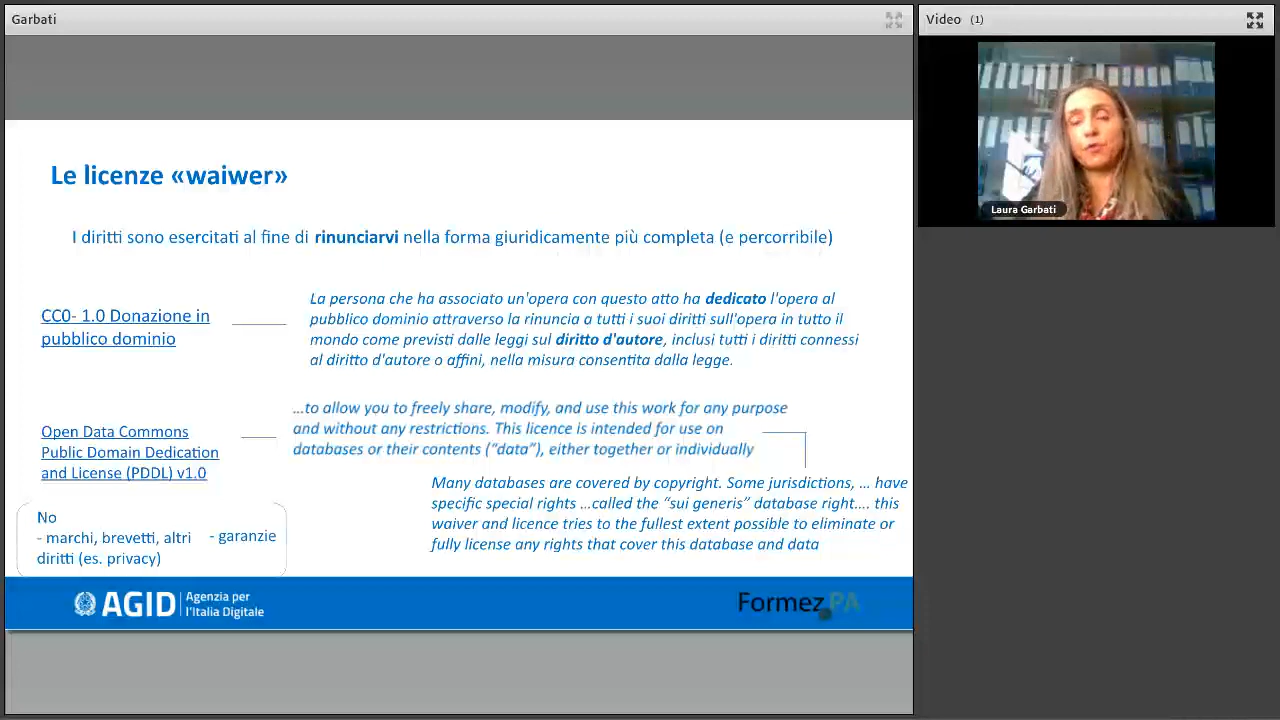 Garbati
Video (1)
Laura Garbati
Le licenze «waiwer»
I diritti sono esercitati al fine di rinunciarvi nella forma giuridicamente più completa (e percorribile)
CC0- 1.0 Donazione in
pubblico dominio
La persona che ha associato un'opera con questo atto ha dedicato l'opera al
pubblico dominio attraverso la rinuncia a tutti i suoi diritti sull'opera in tutto il
mondo come previsti dalle leggi sul diritto d'autore, inclusi tutti i diritti connessi
al diritto d'autore o affini, nella misura consentita dalla legge.
Open Data Commons
Public Domain Dedication
and License (PDDL) v1.0
…to allow you to freely share, modify, and use this work for any purpose
and without any restrictions. This licence is intended for use on
databases or their contents (“data”), either together or individually
Many databases are covered by copyright. Some jurisdictions, … have
specific special rights …called the “sui generis” database right…. this
waiver and licence tries to the fullest extent possible to eliminate or
fully license any rights that cover this database and data
No
- marchi, brevetti, altri
diritti (es. privacy)
- garanzie
AGID
Agenzia per
l'Italia Digitale
Formez PA